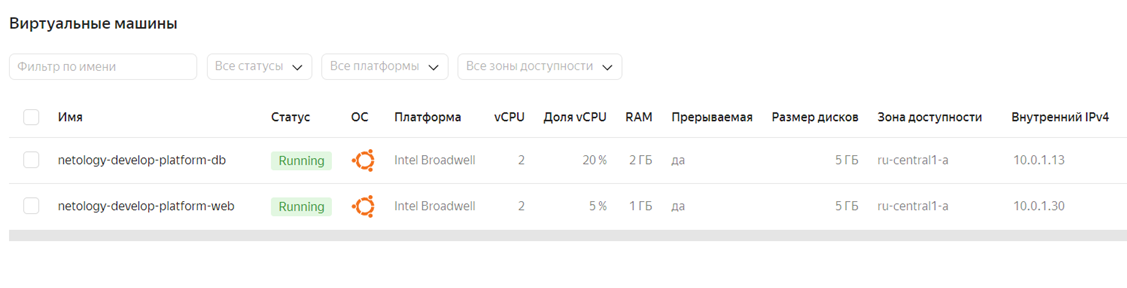 Виртуальные машины
Фильтр по имени Все статусы Все платформы Все зоны доступности
Имя Статус ОС Платформа vCPU Доля vCPU RAM Прерываемая Размер дисков Зона доступности Внутренний IPv4
netology-develop-platform-db Running Intel Broadwell 2 20 % 2 ГБ да 5 ГБ ru-central1-a 10.0.1.13
netology-develop-platform-web Running Intel Broadwell 2 5 % 1 ГБ да 5 ГБ ru-central1-a 10.0.1.30